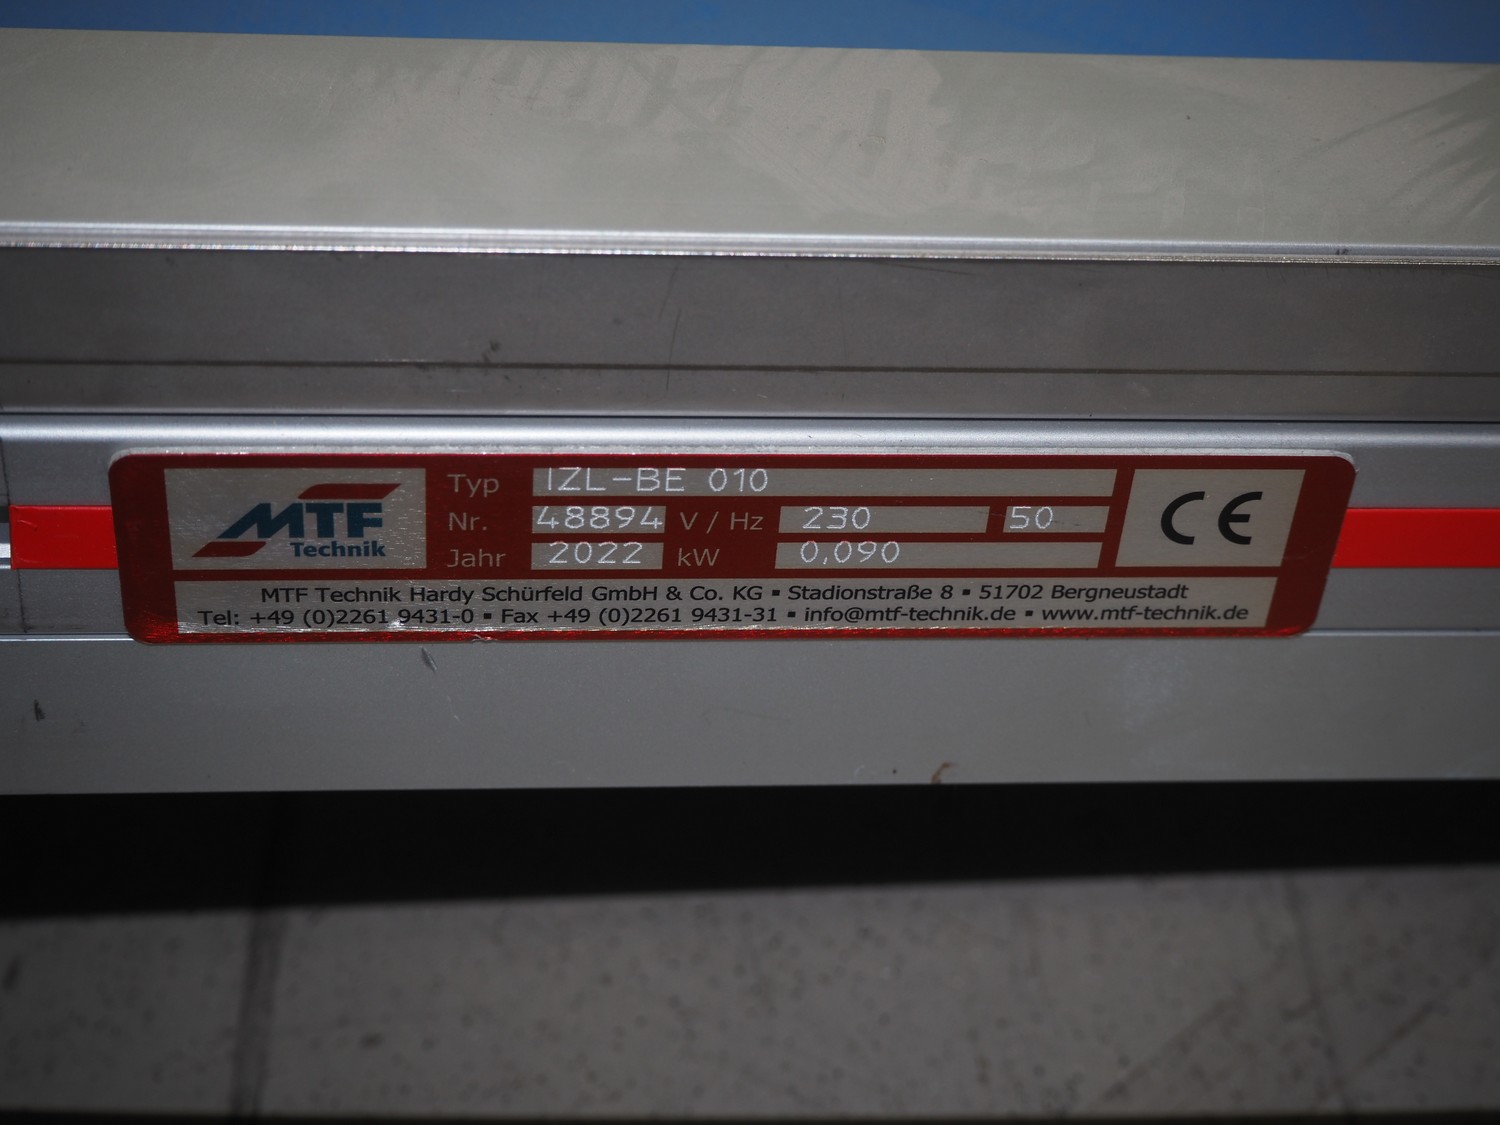 MTF
Technik
Typ IZL-BE 010
Nr. 48894 V / Hz 230 50
Jahr 2022 kW 0,090
CE
MTF Technik Hardy Schürfeld GmbH & Co. KG ▪ Stadionstraße 8 ▪ 51702 Bergneustadt
Tel: +49 (0)2261 9431-0 ▪ Fax +49 (0)2261 9431-31 ▪ info@mtf-technik.de ▪ www.mtf-technik.de